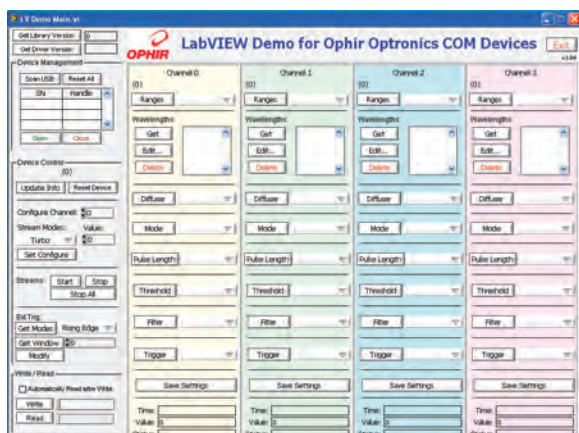 LV Demo Main.vi
Get Library Version 0
Get Driver Version
OPHIR
LabVIEW Demo for Ophir Optronics COM Devices
Exit
v1.04
Device Management
Scan USB Reset All
SN Handle
Open Close
Device Control
(0)
Update Info Reset Device
Configure Channel: 0
Stream Modes: Value:
Turbo 0
Set Configure
Streams: Start Stop
Stop All
Ext Trig:
Get Modes Rising Edge
Get Window 0
Modify
Write / Read
Automatically Read after Write
Write
Read
Channel 0
(0)
Ranges
Wavelengths
Get
Edit...
Delete
Diffuser
Mode
Pulse Length
Threshold
Filter
Trigger
Save Settings
Time:
Value: 0
Channel 1
(0)
Ranges
Wavelengths
Get
Edit...
Delete
Diffuser
Mode
Pulse Length
Threshold
Filter
Trigger
Save Settings
Time:
Value: 0
Channel 2
(0)
Ranges
Wavelengths
Get
Edit...
Delete
Diffuser
Mode
Pulse Length
Threshold
Filter
Trigger
Save Settings
Time:
Value: 0
Channel 3
(0)
Ranges
Wavelengths
Get
Edit...
Delete
Diffuser
Mode
Pulse Length
Threshold
Filter
Trigger
Save Settings
Time:
Value: 0